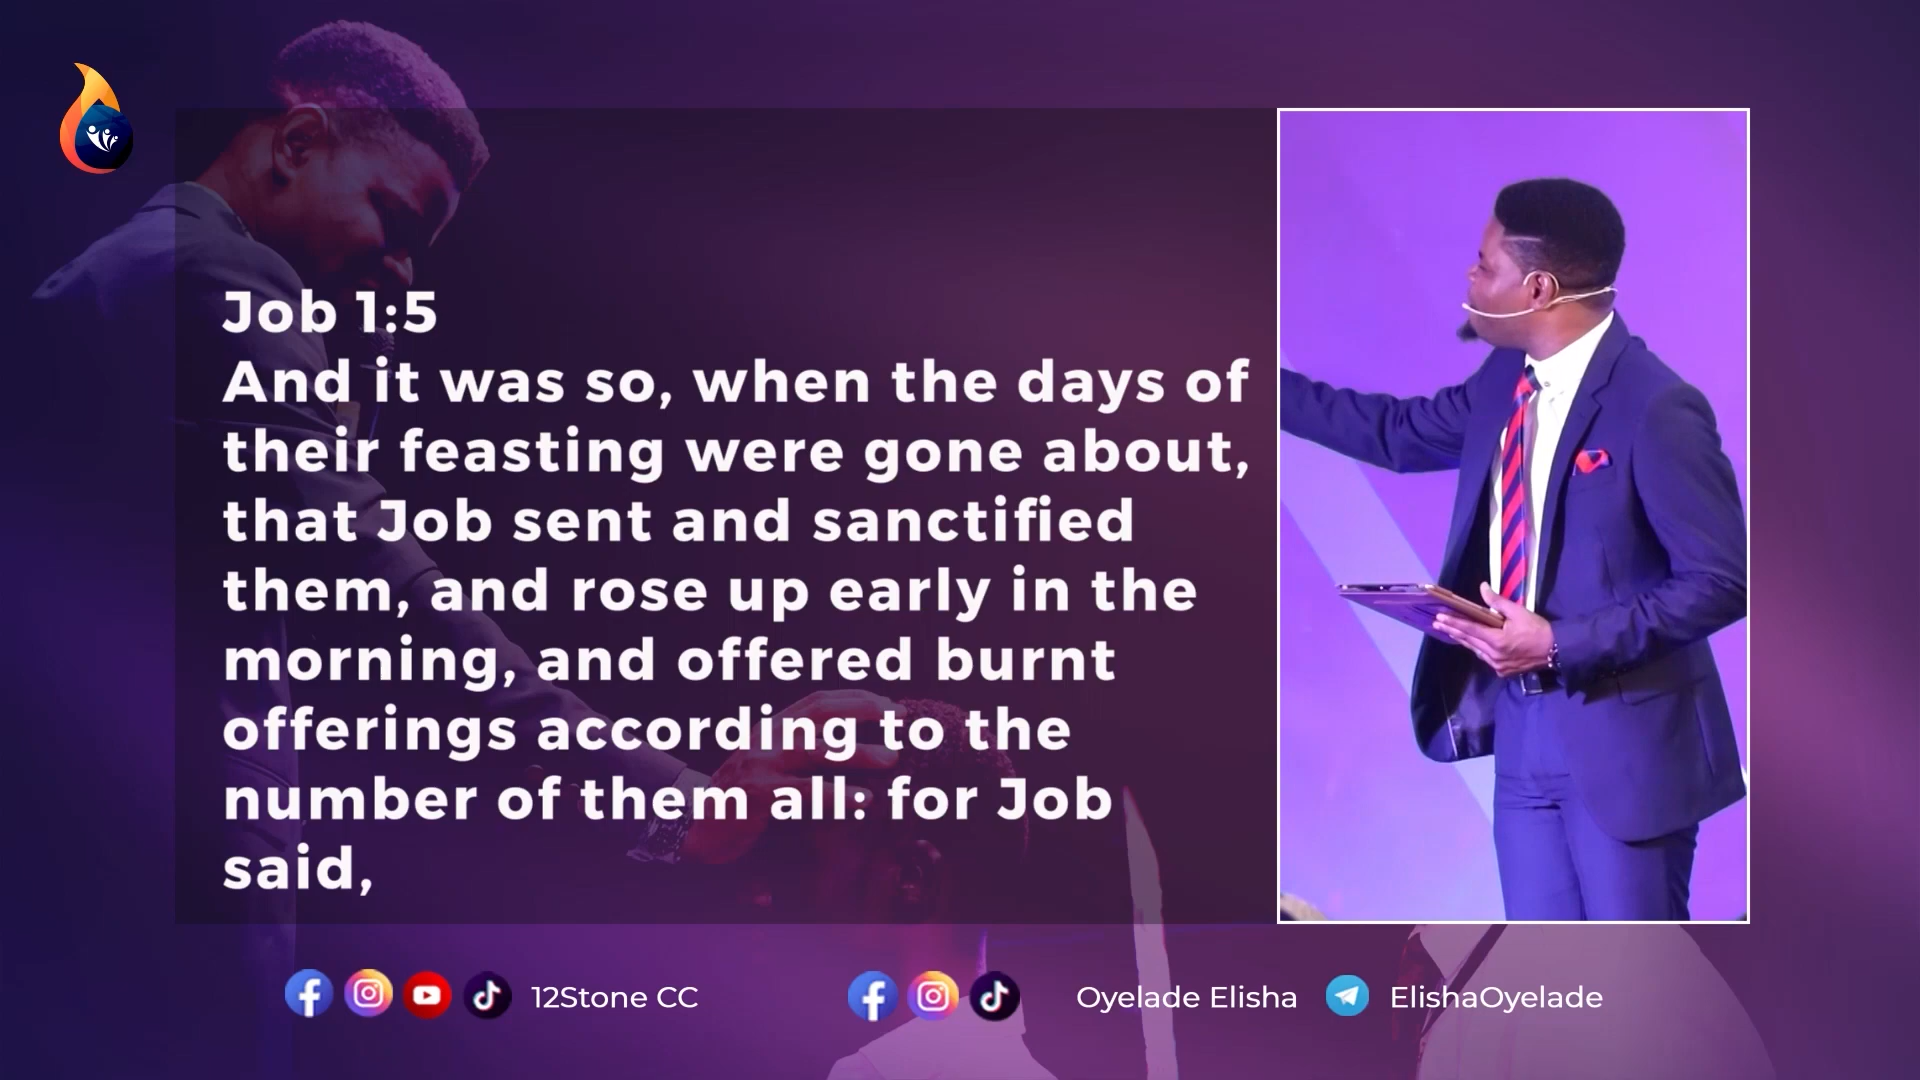 Job 1:5
And it was so, when the days of
their feasting were gone about,
that Job sent and sanctified
them, and rose up early in the
morning, and offered burnt
offerings according to the
number of them all: for Job
said,
12Stone CC
Oyelade Elisha
ElishaOyelade